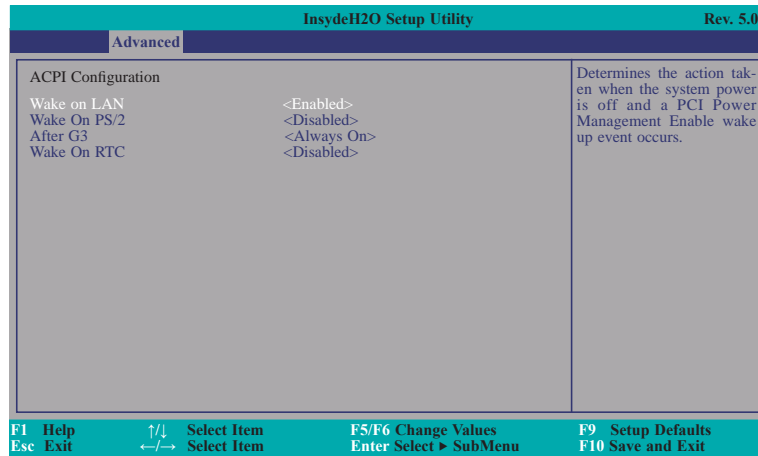 InsydeH2O Setup Utility Rev. 5.0
Advanced
ACPI Configuration
Wake on LAN <Enabled>
Wake On PS/2 <Disabled>
After G3 <Always On>
Wake On RTC <Disabled>
Determines the action tak-
en when the system power
is off and a PCI Power
Management Enable wake
up event occurs.
F1 Help ↑/↓ Select Item F5/F6 Change Values F9 Setup Defaults
Esc Exit ←/→ Select Item Enter Select ▶ SubMenu F10 Save and Exit